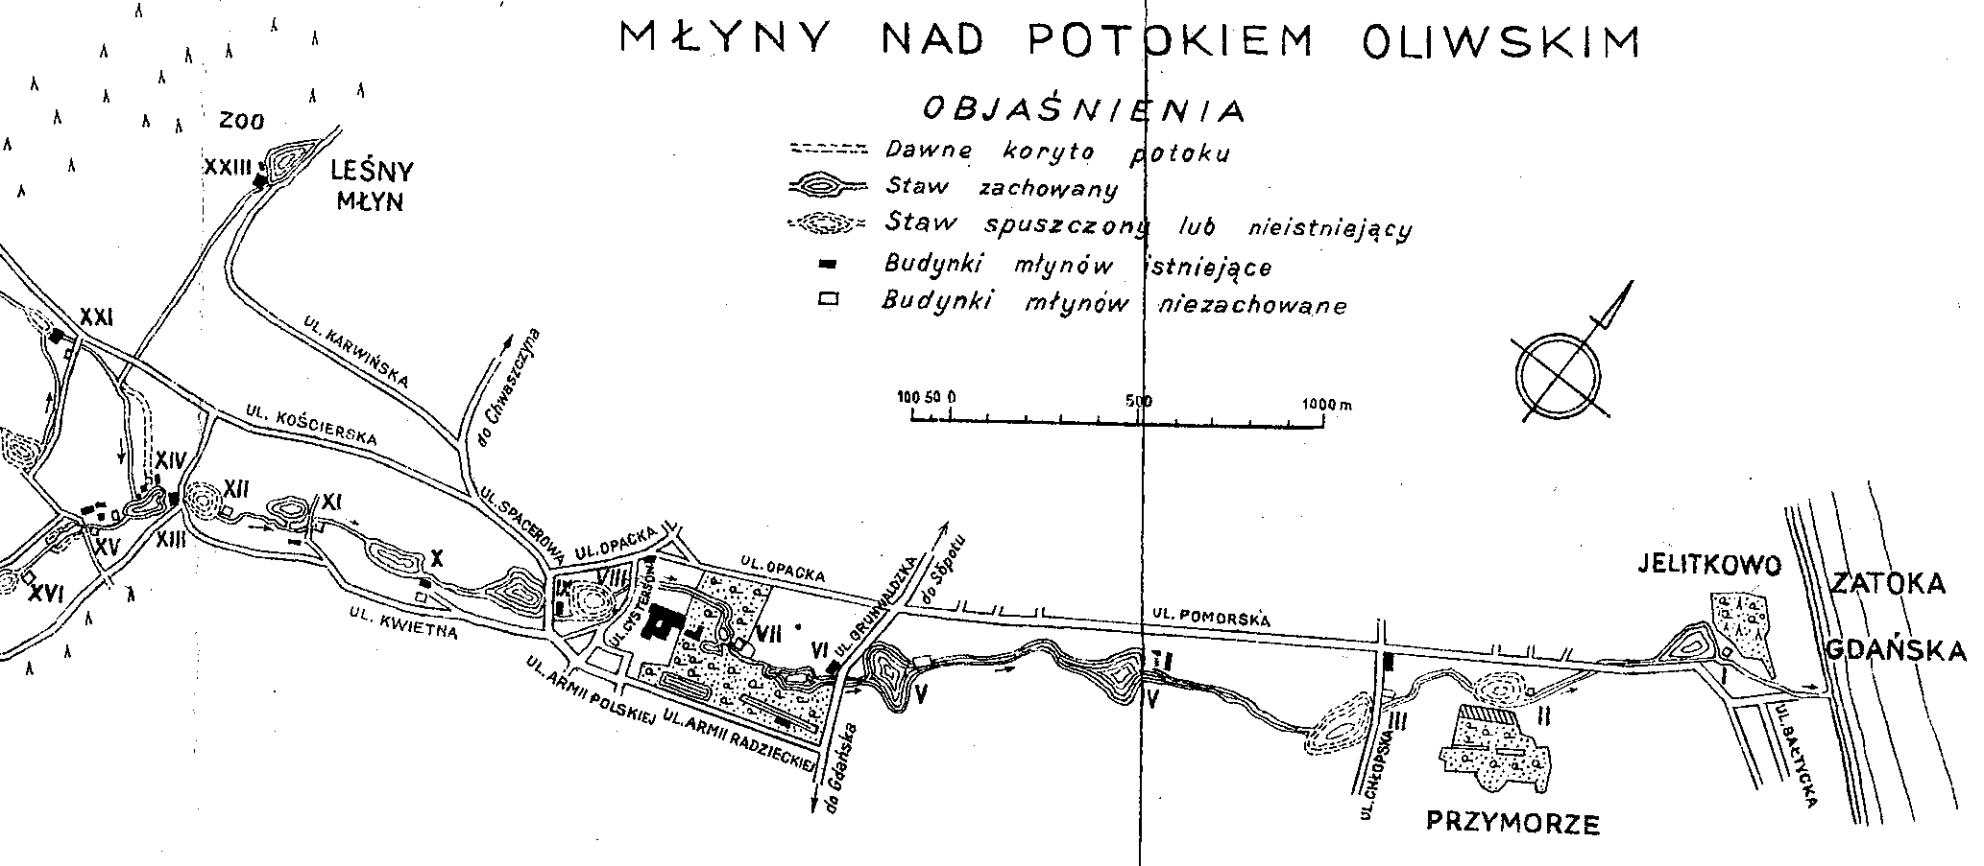 MŁYNY NAD POTOKIEM OLIWSKIM
OBJAŚNIENIA
Dawne koryto potoku
Staw zachowany
Staw spuszczony lub nieistniejący
Budynki młynów istniejące
Budynki młynów niezachowane
100 50 0 500 1000 m
ZOO
XXIII
LEŚNY
MŁYN
XXI
UL. KARWIŃSKA
do Chwaszczyna
UL. KOŚCIERSKA
XIV
XII
XI
XV
XIII
XVI
X
UL. SPACEROWA
UL. OPACKA
UL. OPACKA
IX
VIII
UL. CYSTERSÓW
UL. KWIETNA
VII
VI
UL. GRUNWALDZKA
do Sopotu
UL. ARMII POLSKIEJ
UL. ARMII RADZIECKIEJ
do Gdańska
V
UL. POMORSKA
V
III
UL. CHŁOPSKA
II
PRZYMORZE
JELITKOWO
I
UL. BAŁTYCKA
ZATOKA
GDAŃSKA